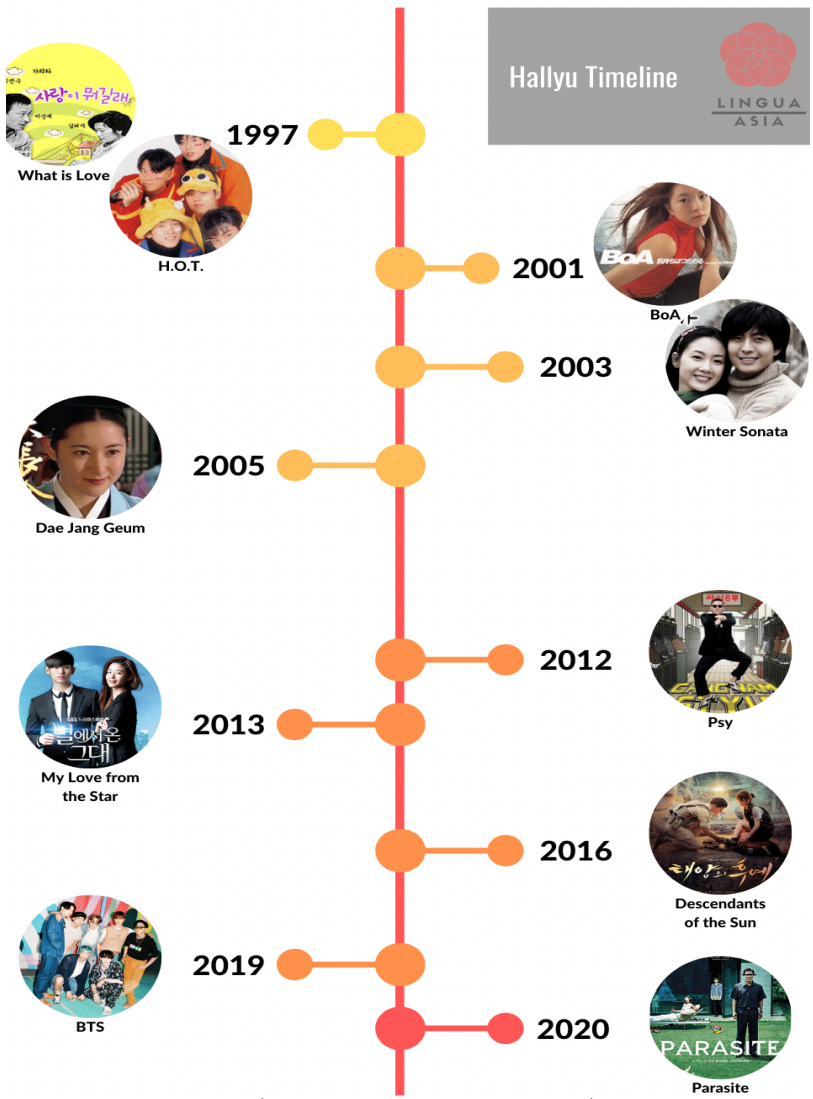 Hallyu Timeline
LINGUA
ASIA
사랑이 뭐길래
What is Love
1997
H.O.T.
2001
BoA
BoA
2003
Winter Sonata
2005
Dae Jang Geum
2012
GANGNAM
STYLE
Psy
2013
별에서 온
그대
My Love from
the Star
2016
태양의 후예
Descendants
of the Sun
2019
BTS
2020
PARASITE
Parasite